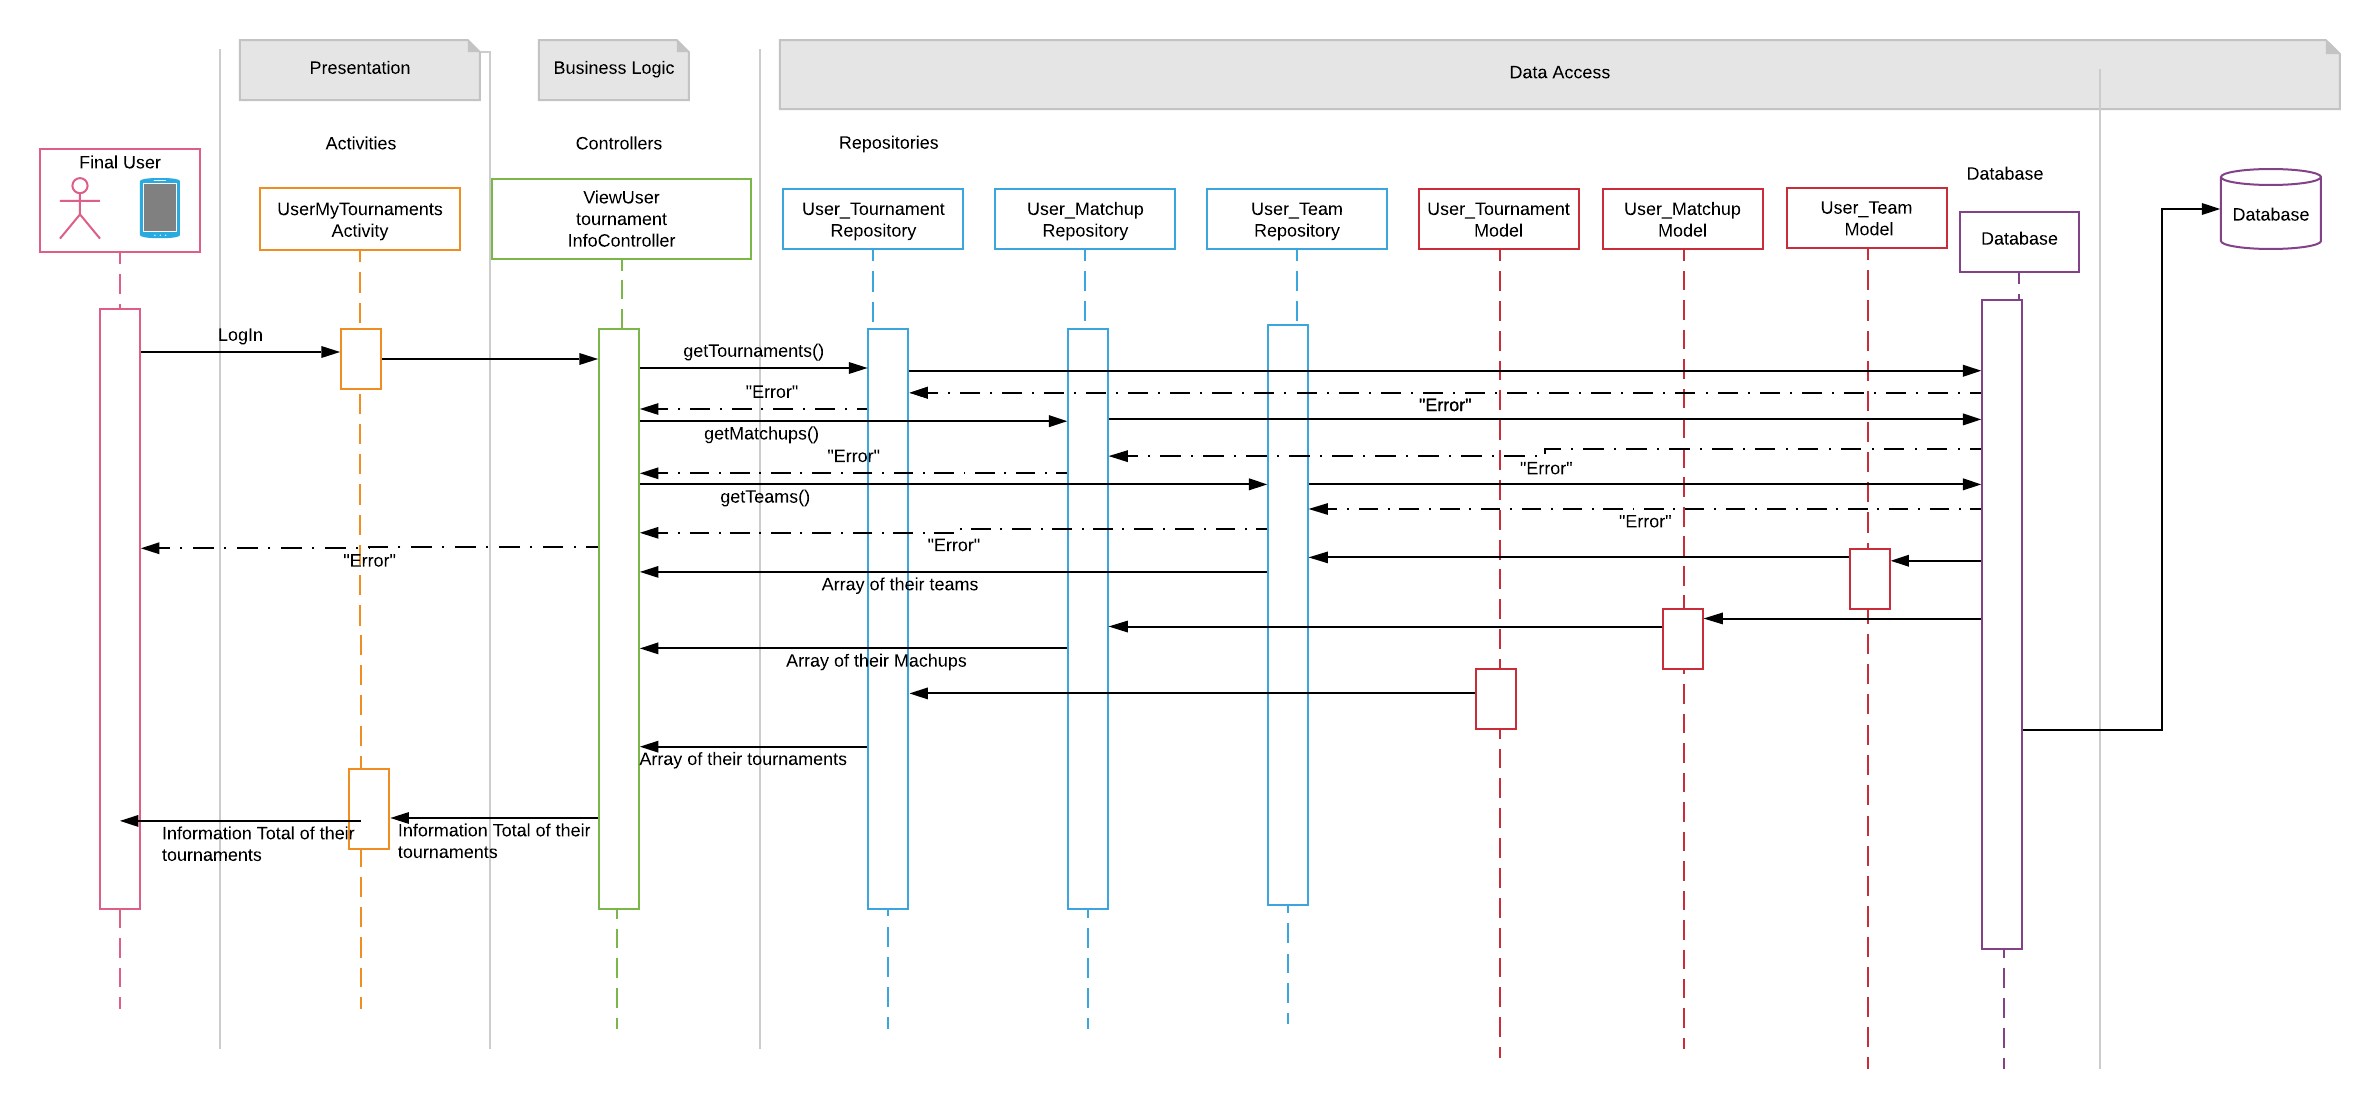 Presentation
Business Logic
Data Access
Activities
Controllers
Repositories
Database
Final User
UserMyTournaments
Activity
ViewUser
tournament
InfoController
User_Tournament
Repository
User_Matchup
Repository
User_Team
Repository
User_Tournament
Model
User_Matchup
Model
User_Team
Model
Database
Database
LogIn
getTournaments()
"Error"
"Error"
getMatchups()
"Error"
"Error"
getTeams()
"Error"
"Error"
"Error"
Array of their teams
Array of their Machups
Array of their tournaments
Information Total of their
tournaments
Information Total of their
tournaments